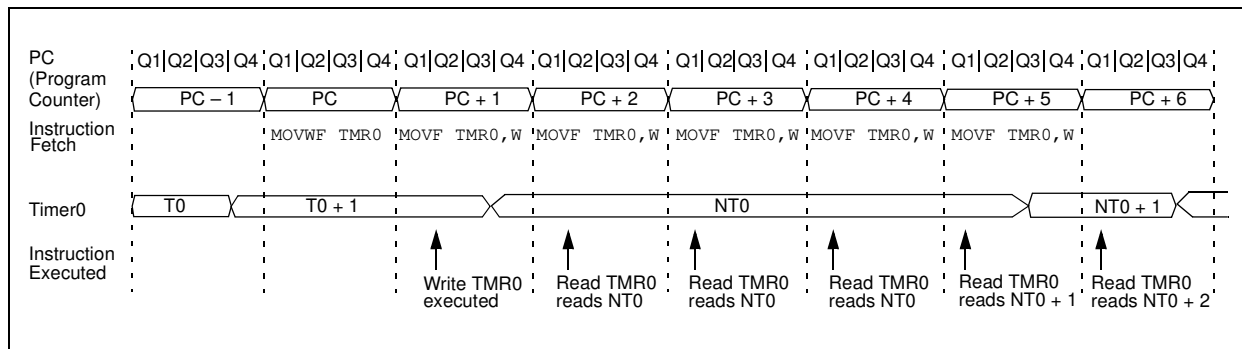 PC
(Program
Counter)
Q1|Q2|Q3|Q4 Q1|Q2|Q3|Q4 Q1|Q2|Q3|Q4 Q1|Q2|Q3|Q4 Q1|Q2|Q3|Q4 Q1|Q2|Q3|Q4 Q1|Q2|Q3|Q4 Q1|Q2|Q3|Q4
PC – 1 PC PC + 1 PC + 2 PC + 3 PC + 4 PC + 5 PC + 6
Instruction
Fetch
MOVWF TMR0 MOVF TMR0,W MOVF TMR0,W MOVF TMR0,W MOVF TMR0,W MOVF TMR0,W
Timer0
T0 T0 + 1 NT0 NT0 + 1
Instruction
Executed
Write TMR0
executed
Read TMR0
reads NT0
Read TMR0
reads NT0
Read TMR0
reads NT0
Read TMR0
reads NT0 + 1
Read TMR0
reads NT0 + 2